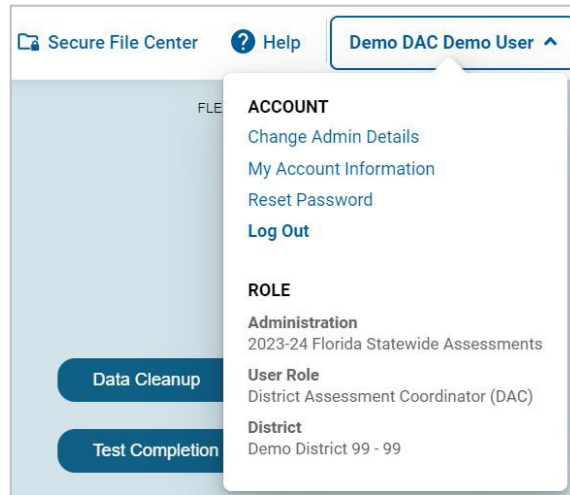 Secure File Center Help Demo DAC Demo User
FLE
ACCOUNT
Change Admin Details
My Account Information
Reset Password
Log Out
ROLE
Administration
2023-24 Florida Statewide Assessments
User Role
District Assessment Coordinator (DAC)
District
Demo District 99 - 99
Data Cleanup
Test Completion